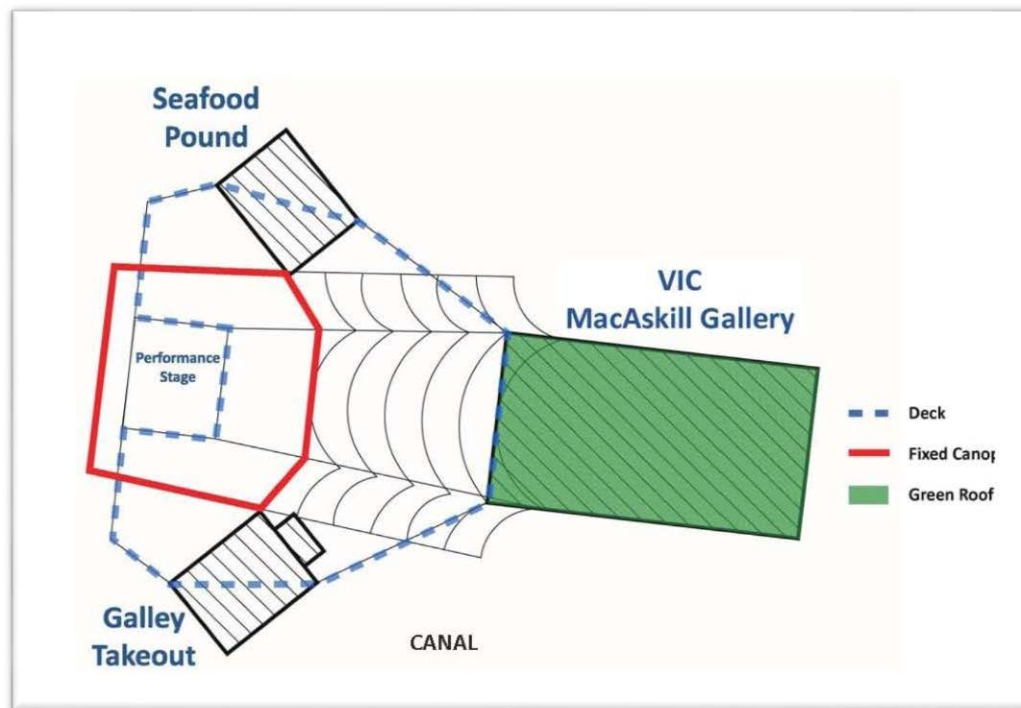 Seafood
Pound
VIC
MacAskill Gallery
Performance
Stage
Deck
Fixed Canop
Green Roof
Galley
Takeout
CANAL